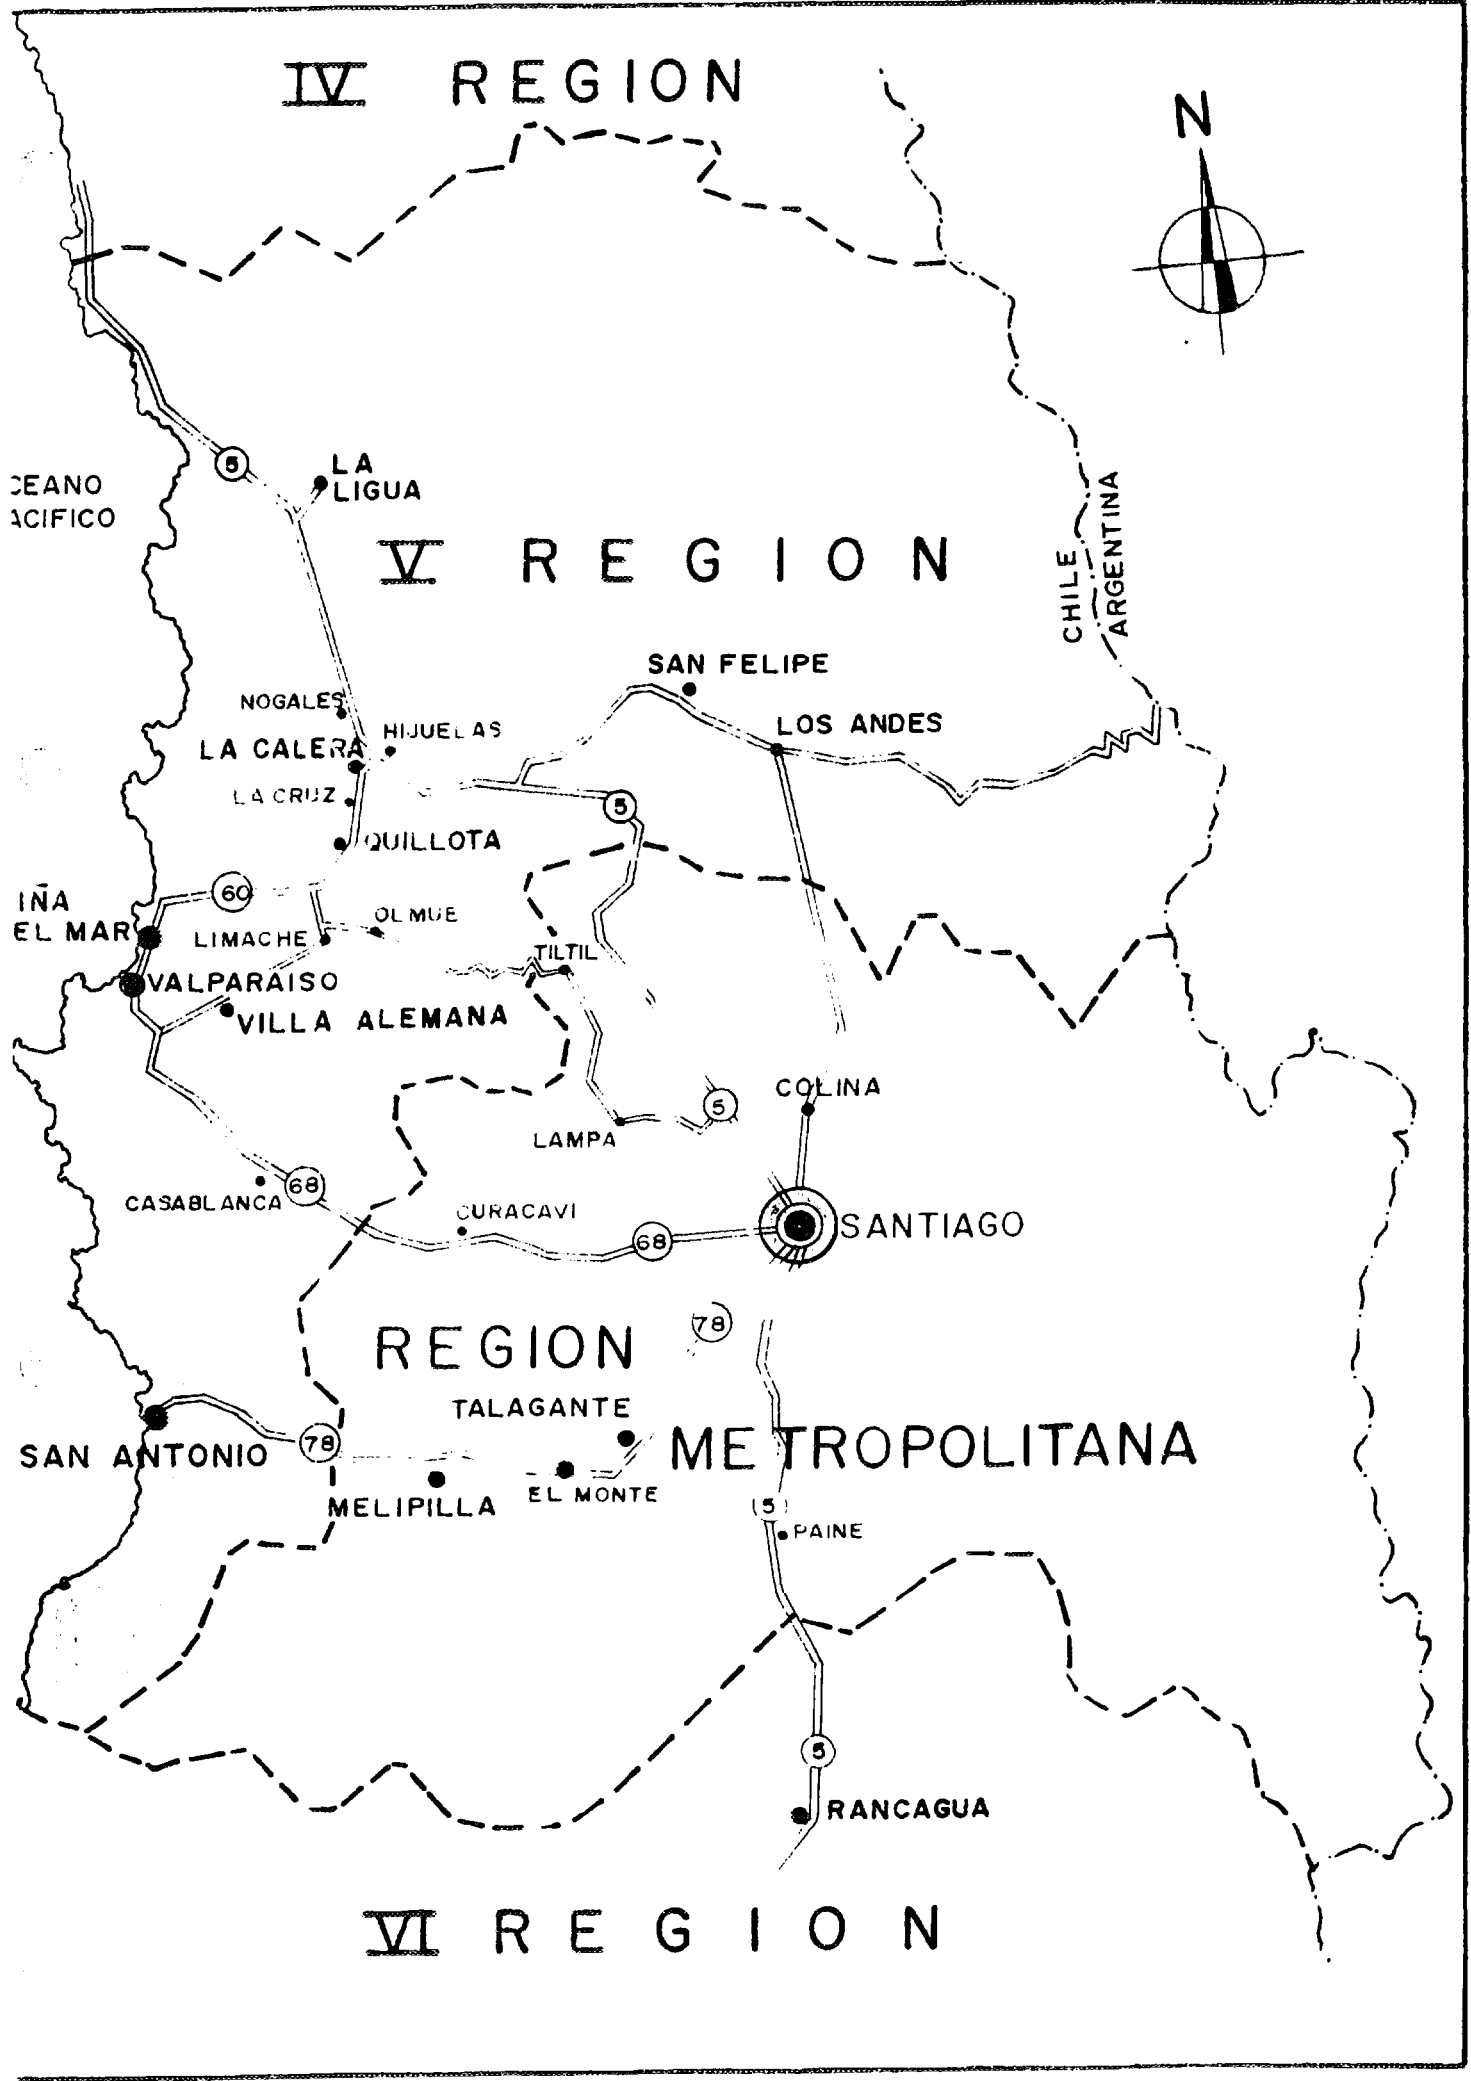 IV REGION
N
5
LA
LIGUA
CEANO
ACIFICO
V REGION
CHILE
ARGENTINA
SAN FELIPE
NOGALES
LOS ANDES
HIJUELAS
LA CALERA
LA CRUZ
5
QUILLOTA
60
IÑA
EL MAR
OLMUE
LIMACHE
TILTIL
VALPARAISO
VILLA ALEMANA
COLINA
5
LAMPA
68
CASABLANCA
CURACAVI
68
SANTIAGO
78
REGION
TALAGANTE
METROPOLITANA
78
SAN ANTONIO
MELIPILLA
EL MONTE
5
PAINE
5
RANCAGUA
VI REGION